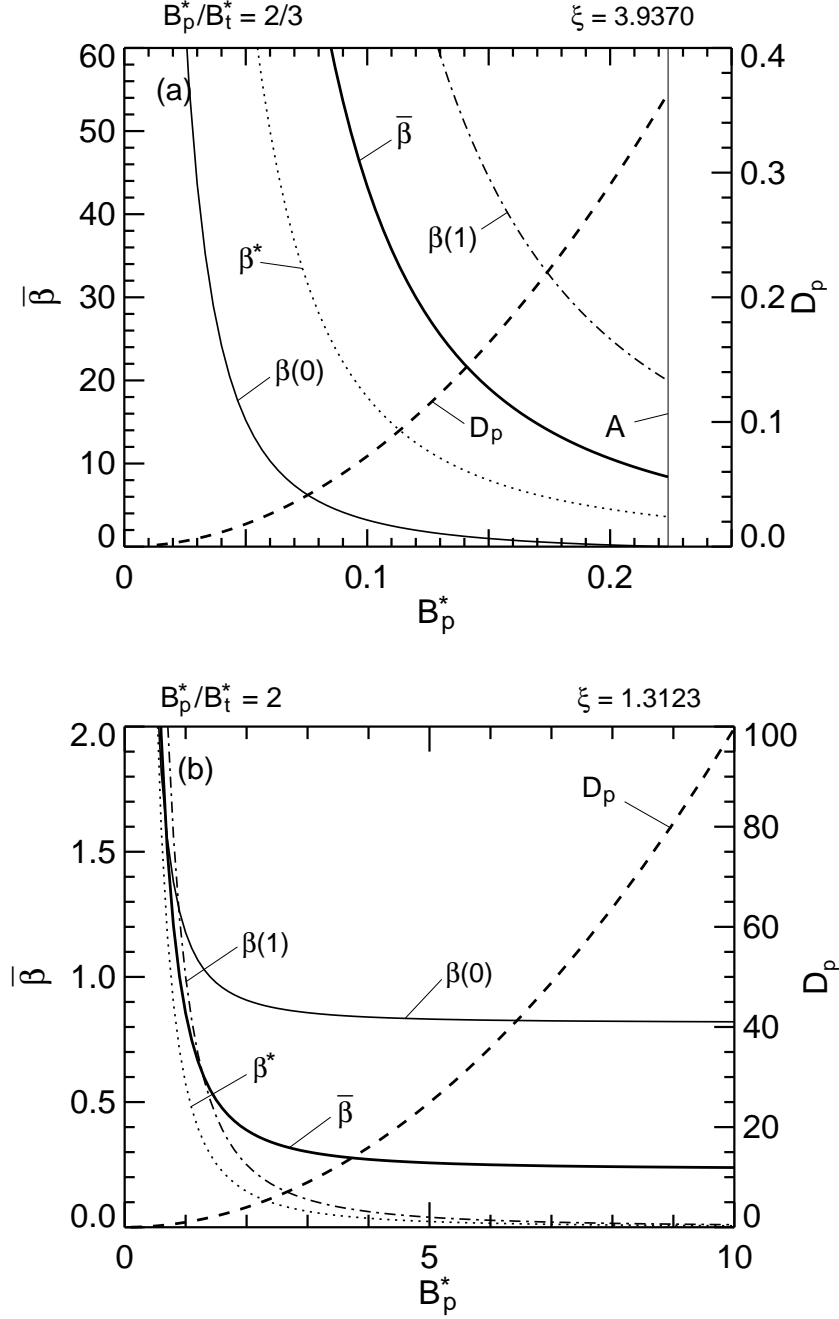 B*p/B*t = 2/3 ξ = 3.9370
60 0.4
(a)
50
β̅
0.3
40
β(1)
β*
β̅ 30 0.2 Dp
β(0)
20
Dp A 0.1
10
0 0.0
0 0.1 0.2
B*p
B*p/B*t = 2 ξ = 1.3123
2.0 100
(b)
Dp
80
1.5
60
β(1)
β̅ 1.0 β(0) Dp
40
β*
0.5 β̅
20
0.0 0
0 5 10
B*p